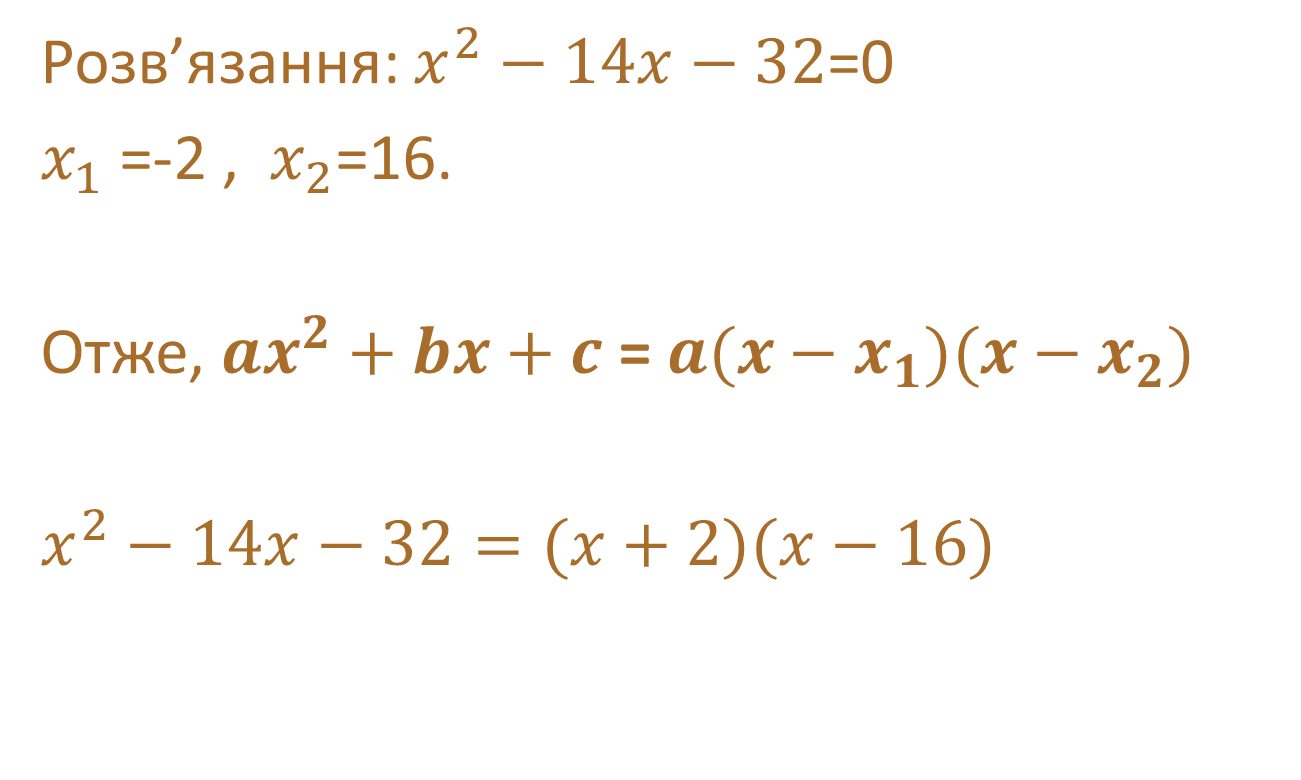 Розв’язання: 𝑥² − 14𝑥 − 32=0
𝑥₁ =-2 , 𝑥₂=16.
Отже, 𝒂𝒙² + 𝒃𝒙 + 𝒄 = 𝒂(𝒙 − 𝒙₁)(𝒙 − 𝒙₂)
𝑥² − 14𝑥 − 32 = (𝑥 + 2)(𝑥 − 16)